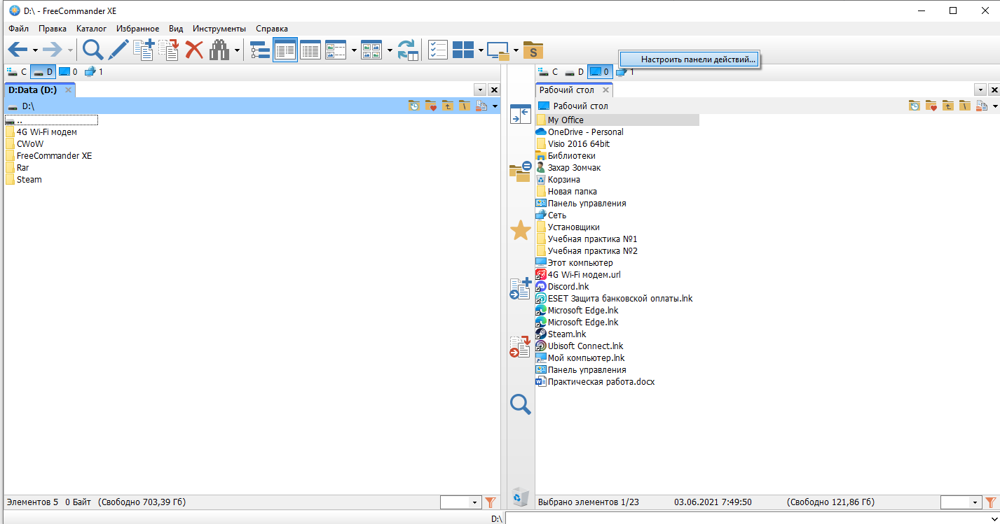 D:\ - FreeCommander XE
Файл Правка Каталог Избранное Вид Инструменты Справка
S
Настроить панели действий...
C D 0 1
C D 0 1
D:Data (D:)
D:\
..
4G Wi-Fi модем
CWoW
FreeCommander XE
Rar
Steam
Рабочий стол
Рабочий стол
My Office
OneDrive - Personal
Visio 2016 64bit
Библиотеки
Захар Зомчак
Корзина
Новая папка
Панель управления
Сеть
Установщики
Учебная практика №1
Учебная практика №2
Этот компьютер
4G Wi-Fi модем.url
Discord.lnk
ESET Защита банковской оплаты.lnk
Microsoft Edge.lnk
Microsoft Edge.lnk
Steam.lnk
Ubisoft Connect.lnk
Мой компьютер.lnk
Панель управления
Практическая работа.docx
Элементов 5 0 Байт (Свободно 703,39 Гб)
Выбрано элементов 1/23 03.06.2021 7:49:50 (Свободно 121,86 Гб)
D:\